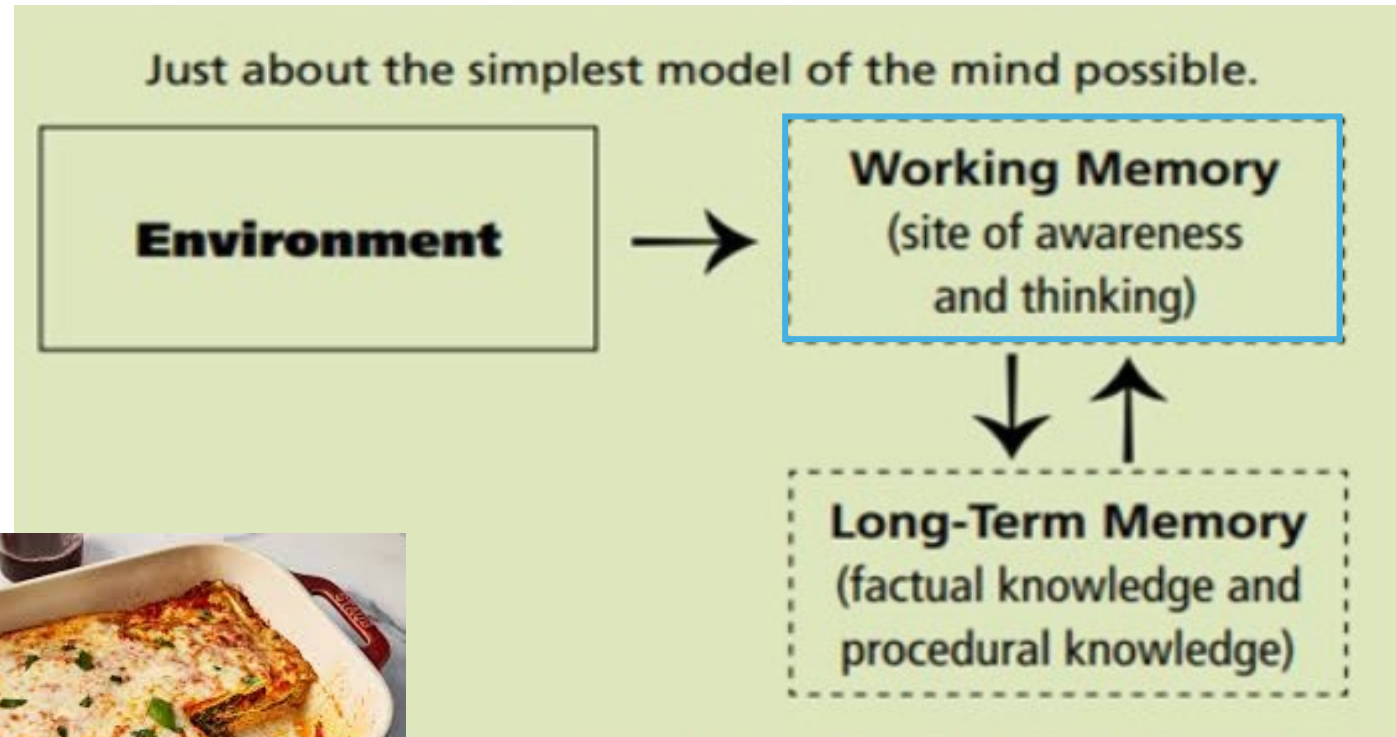 Just about the simplest model of the mind possible.
Environment
Working Memory
(site of awareness
and thinking)
Long-Term Memory
(factual knowledge and
procedural knowledge)